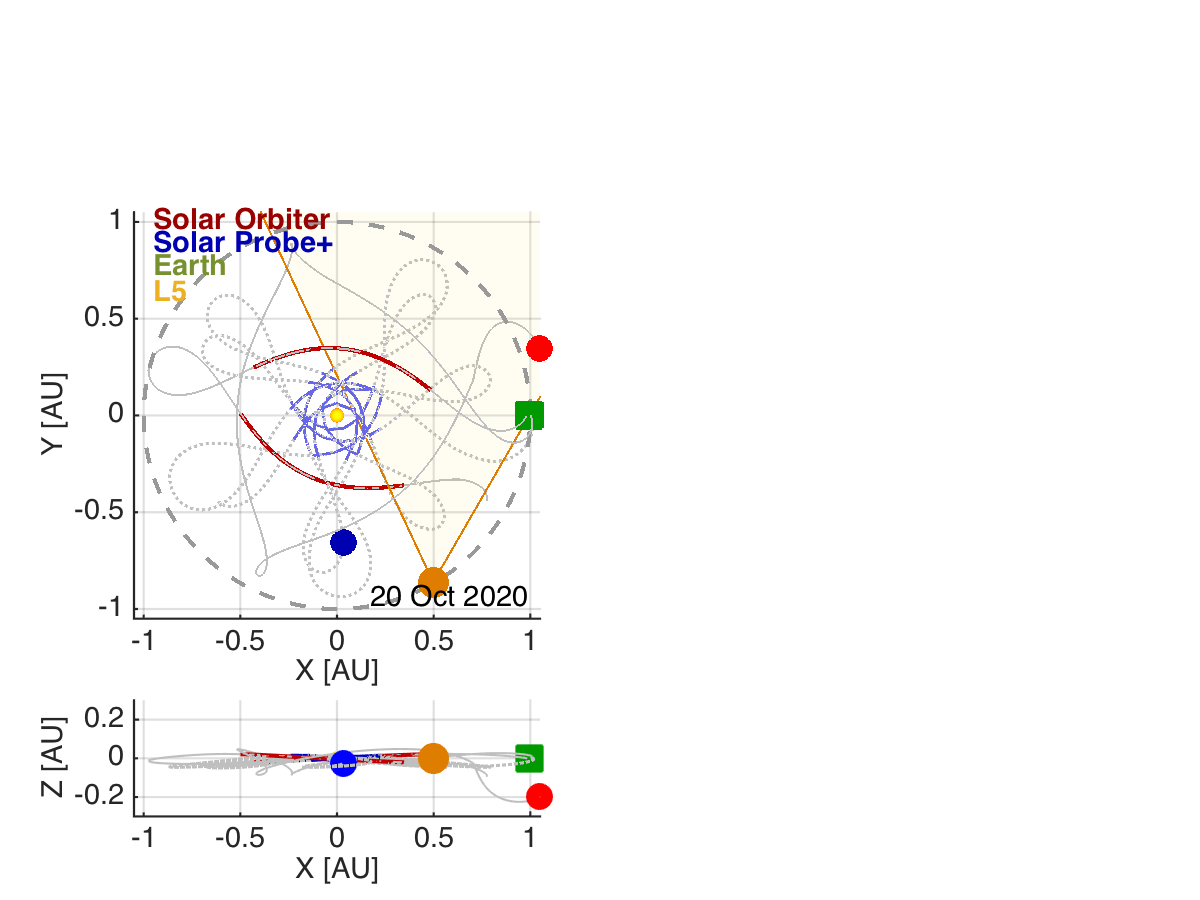 1
Solar Orbiter
Solar Probe+
Earth
L5
0.5
0
-0.5
-1
Y [AU]
20 Oct 2020
-1 -0.5 0 0.5 1
X [AU]
0.2
0
-0.2
Z [AU]
-1 -0.5 0 0.5 1
X [AU]